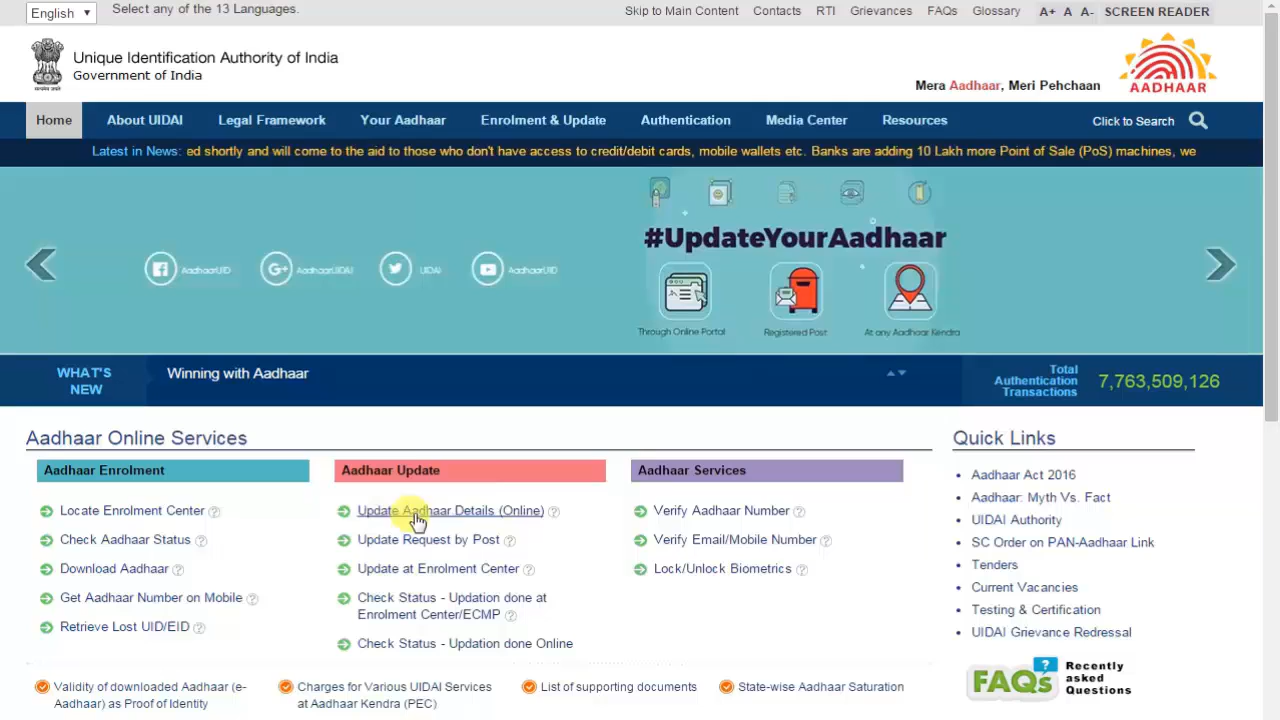 English
Select any of the 13 Languages.
Skip to Main Content Contacts RTI Grievances FAQs Glossary A+ A A- SCREEN READER
Unique Identification Authority of India
Government of India
Mera Aadhaar, Meri Pehchaan
AADHAAR
Home About UIDAI Legal Framework Your Aadhaar Enrolment & Update Authentication Media Center Resources Click to Search
Latest in News: ed shortly and will come to the aid to those who don't have access to credit/debit cards, mobile wallets etc. Banks are adding 10 Lakh more Point of Sale (PoS) machines, we
#UpdateYourAadhaar
AadhaarUID AadhaarUIDAI UIDAI AadhaarUID
Through Online Portal Registered Post At any Aadhaar Kendra
WHAT'S
NEW
Winning with Aadhaar
Total
Authentication
Transactions
7,763,509,126
Aadhaar Online Services
Aadhaar Enrolment
Locate Enrolment Center ?
Check Aadhaar Status ?
Download Aadhaar ?
Get Aadhaar Number on Mobile ?
Retrieve Lost UID/EID ?
Aadhaar Update
Update Aadhaar Details (Online) ?
Update Request by Post ?
Update at Enrolment Center ?
Check Status - Updation done at
Enrolment Center/ECMP ?
Check Status - Updation done Online
Aadhaar Services
Verify Aadhaar Number ?
Verify Email/Mobile Number ?
Lock/Unlock Biometrics ?
Quick Links
Aadhaar Act 2016
Aadhaar: Myth Vs. Fact
UIDAI Authority
SC Order on PAN-Aadhaar Link
Tenders
Current Vacancies
Testing & Certification
UIDAI Grievance Redressal
FAQs ?
Recently
asked
Questions
Validity of downloaded Aadhaar (e-
Aadhaar) as Proof of Identity
Charges for Various UIDAI Services
at Aadhaar Kendra (PEC)
List of supporting documents
State-wise Aadhaar Saturation